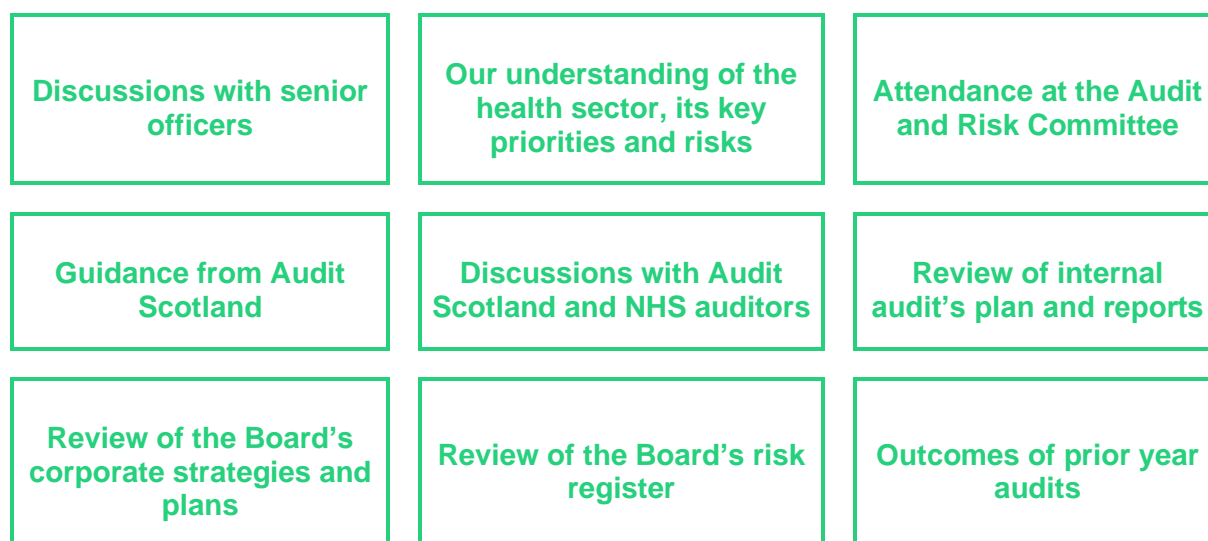 Discussions with senior
officers
Our understanding of the
health sector, its key
priorities and risks
Attendance at the Audit
and Risk Committee
Guidance from Audit
Scotland
Discussions with Audit
Scotland and NHS auditors
Review of internal
audit’s plan and reports
Review of the Board’s
corporate strategies and
plans
Review of the Board’s risk
register
Outcomes of prior year
audits